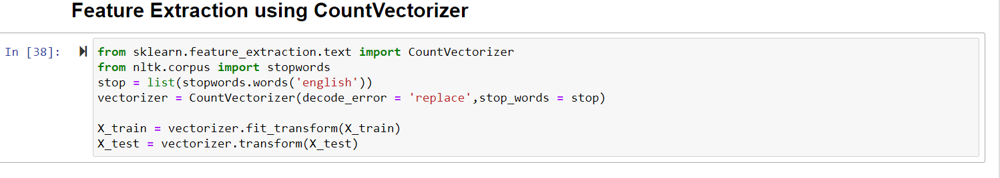 Feature Extraction using CountVectorizer
In [38]:
from sklearn.feature_extraction.text import CountVectorizer
from nltk.corpus import stopwords
stop = list(stopwords.words('english'))
vectorizer = CountVectorizer(decode_error = 'replace',stop_words = stop)
X_train = vectorizer.fit_transform(X_train)
X_test = vectorizer.transform(X_test)